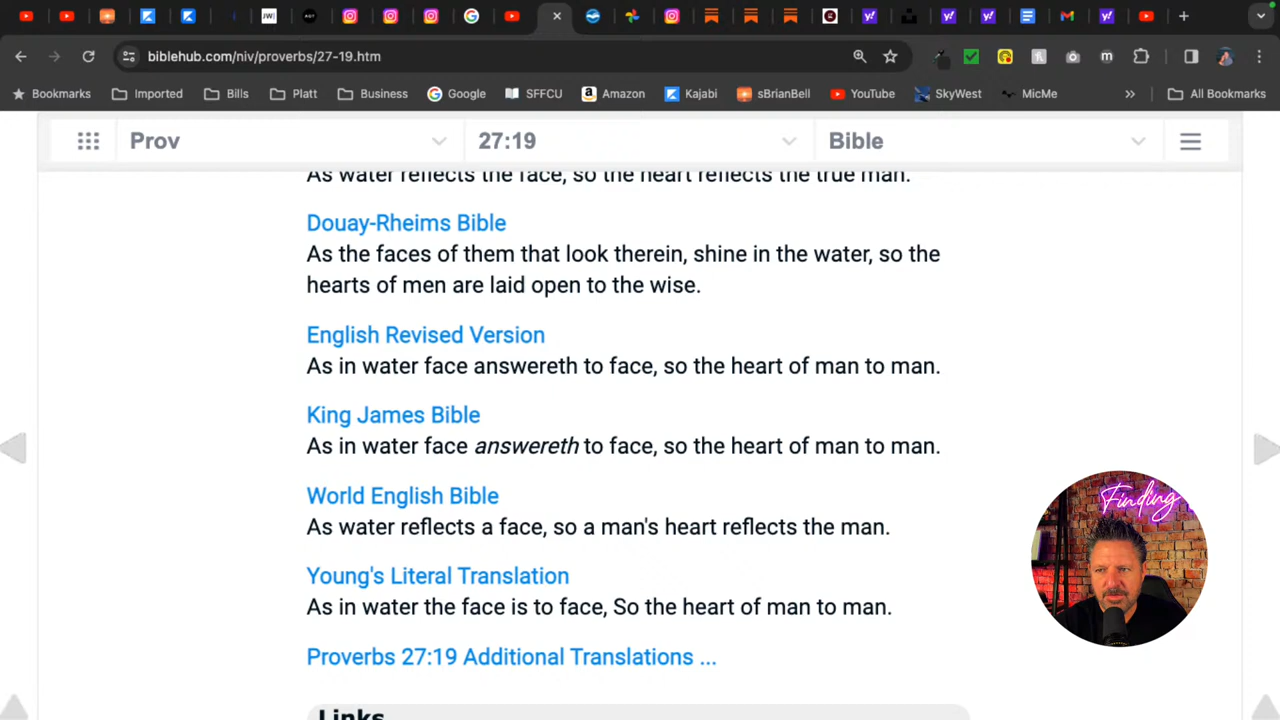 JW
biblehub.com/niv/proverbs/27-19.htm
Bookmarks Imported Bills Platt Business Google SFFCU Amazon Kajabi sBrianBell YouTube SkyWest MicMe » All Bookmarks
Prov 27:19 Bible
As water reflects the face, so the heart reflects the true man.
Douay-Rheims Bible
As the faces of them that look therein, shine in the water, so the
hearts of men are laid open to the wise.
English Revised Version
As in water face answereth to face, so the heart of man to man.
King James Bible
As in water face answereth to face, so the heart of man to man.
World English Bible
As water reflects a face, so a man's heart reflects the man.
Young's Literal Translation
As in water the face is to face, So the heart of man to man.
Proverbs 27:19 Additional Translations ...
Links
Finding